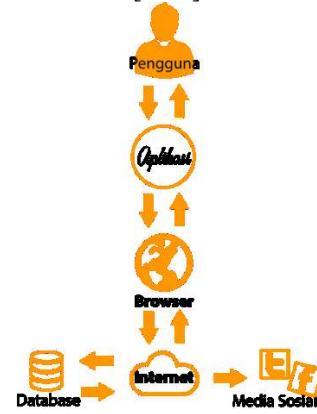 Pengguna
Aplikasi
Browser
Internet
Database
Media Sosial